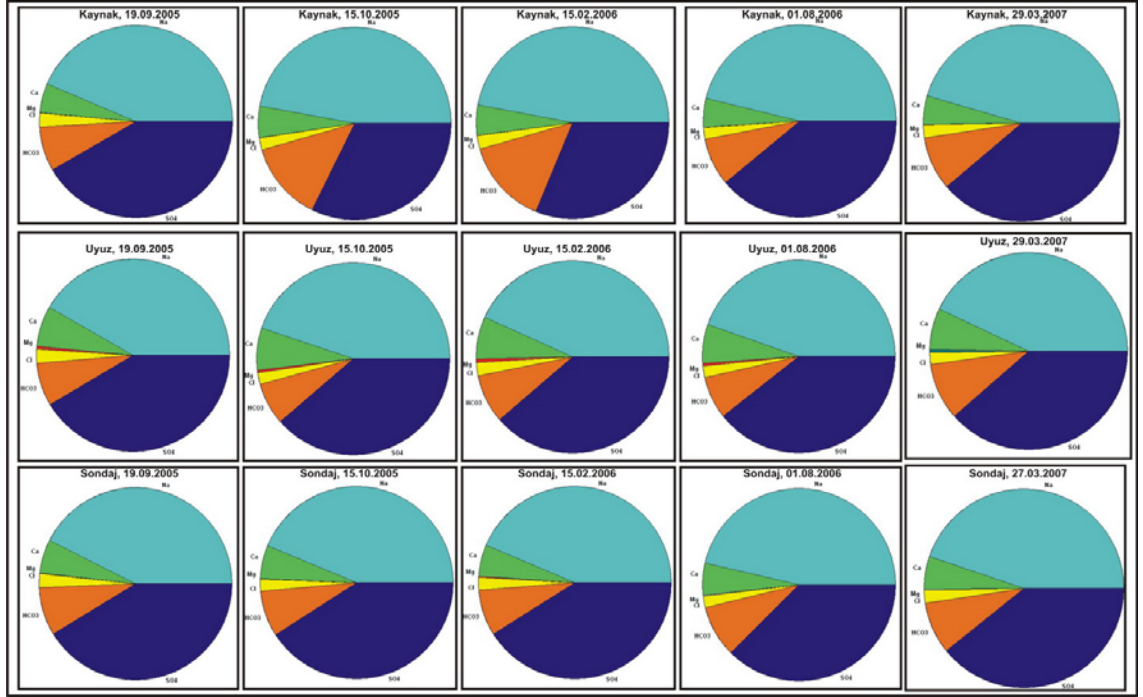 Kaynak, 19.09.2005
Na
Ca
Mg
Cl
HCO3
SO4
Kaynak, 15.10.2005
Na
Ca
Mg
Cl
HCO3
SO4
Kaynak, 15.02.2006
Na
Ca
Mg
Cl
HCO3
SO4
Kaynak, 01.08.2006
Na
Ca
Mg
Cl
HCO3
SO4
Kaynak, 29.03.2007
Na
Ca
Mg
Cl
HCO3
SO4
Uyuz, 19.09.2005
Na
Ca
Mg
Cl
HCO3
SO4
Uyuz, 15.10.2005
Na
Ca
Mg
Cl
HCO3
SO4
Uyuz, 15.02.2006
Na
Ca
Mg
Cl
HCO3
SO4
Uyuz, 01.08.2006
Na
Ca
Mg
Cl
HCO3
SO4
Uyuz, 29.03.2007
Na
Ca
Mg
Cl
HCO3
SO4
Sondaj, 19.09.2005
Na
Ca
Mg
Cl
HCO3
SO4
Sondaj, 15.10.2005
Na
Ca
Mg
Cl
HCO3
SO4
Sondaj, 15.02.2006
Na
Ca
Mg
Cl
HCO3
SO4
Sondaj, 01.08.2006
Na
Ca
Mg
Cl
HCO3
SO4
Sondaj, 27.03.2007
Na
Ca
Mg
Cl
HCO3
SO4